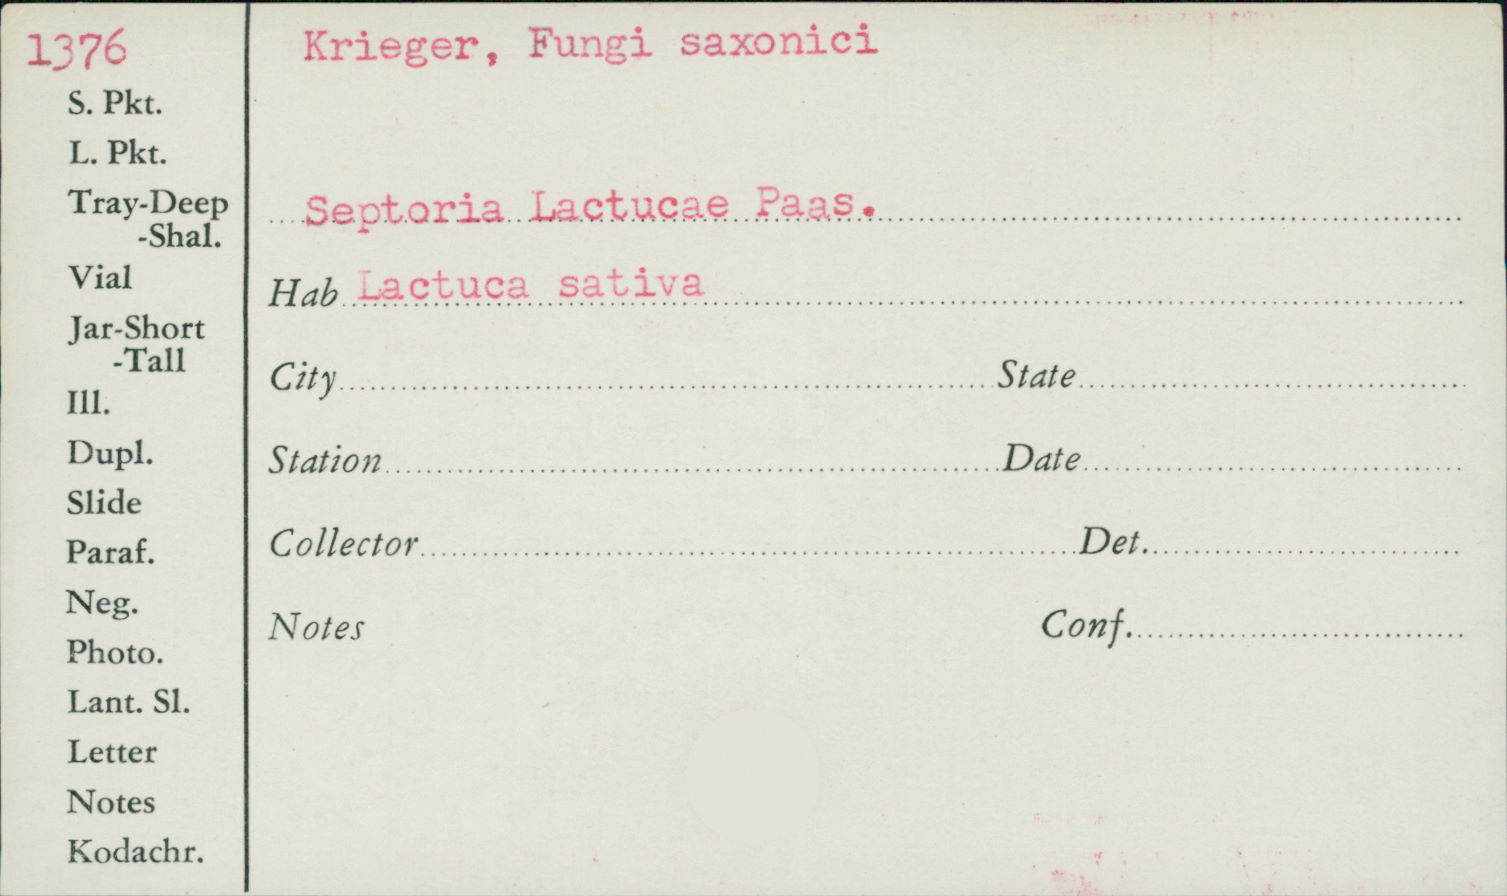 1376
Krieger, Fungi saxonici
S. Pkt.
L. Pkt.
Tray-Deep
-Shal.
Vial
Jar-Short
-Tall
Ill.
Dupl.
Slide
Paraf.
Neg.
Photo.
Lant. Sl.
Letter
Notes
Kodachr.
Septoria Lactucae Paas.
Hab Lactuca sativa
City State
Station Date
Collector Det.
Notes Conf.